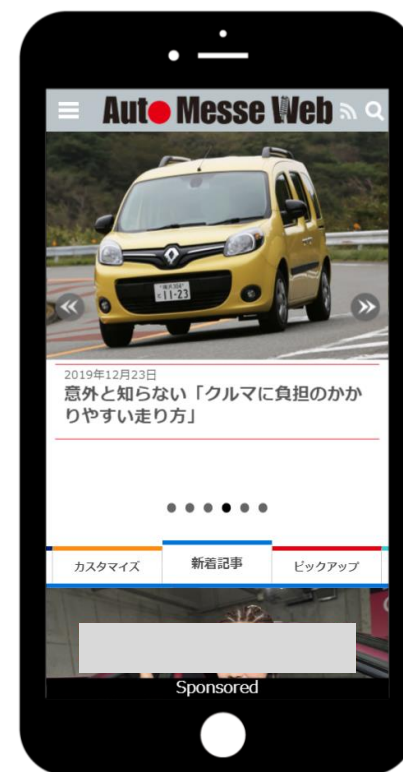 Auto Messe Web
11-23
2019年12月23日
意外と知らない「クルマに負担のかか
りやすい走り方」
カスタマイズ
新着記事
ピックアップ
Sponsored